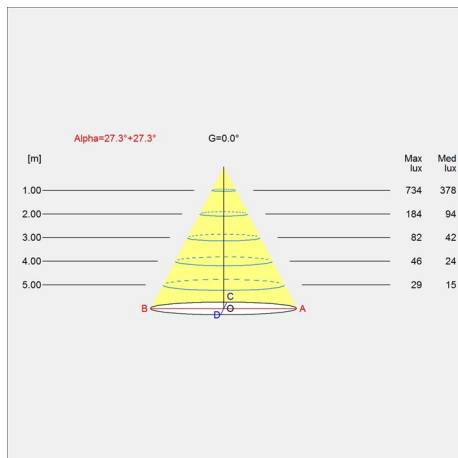 Alpha=27.3°+27.3° G=0.0°
[m] Max Med
lux lux
1.00 734 378
2.00 184 94
3.00 82 42
4.00 46 24
5.00 29 15
C
B O A
D